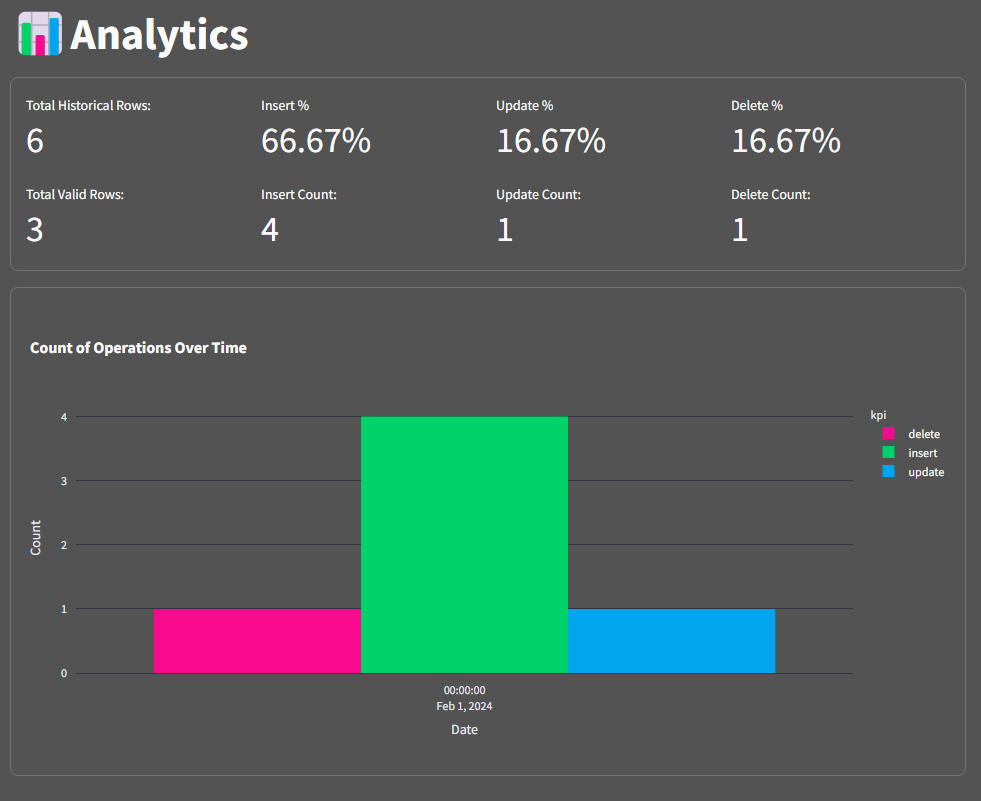 Analytics
Total Historical Rows:
6
Insert %
66.67%
Update %
16.67%
Delete %
16.67%
Total Valid Rows:
3
Insert Count:
4
Update Count:
1
Delete Count:
1
Count of Operations Over Time
4
3
2
1
0
Count
00:00:00
Feb 1, 2024
Date
kpi
delete
insert
update